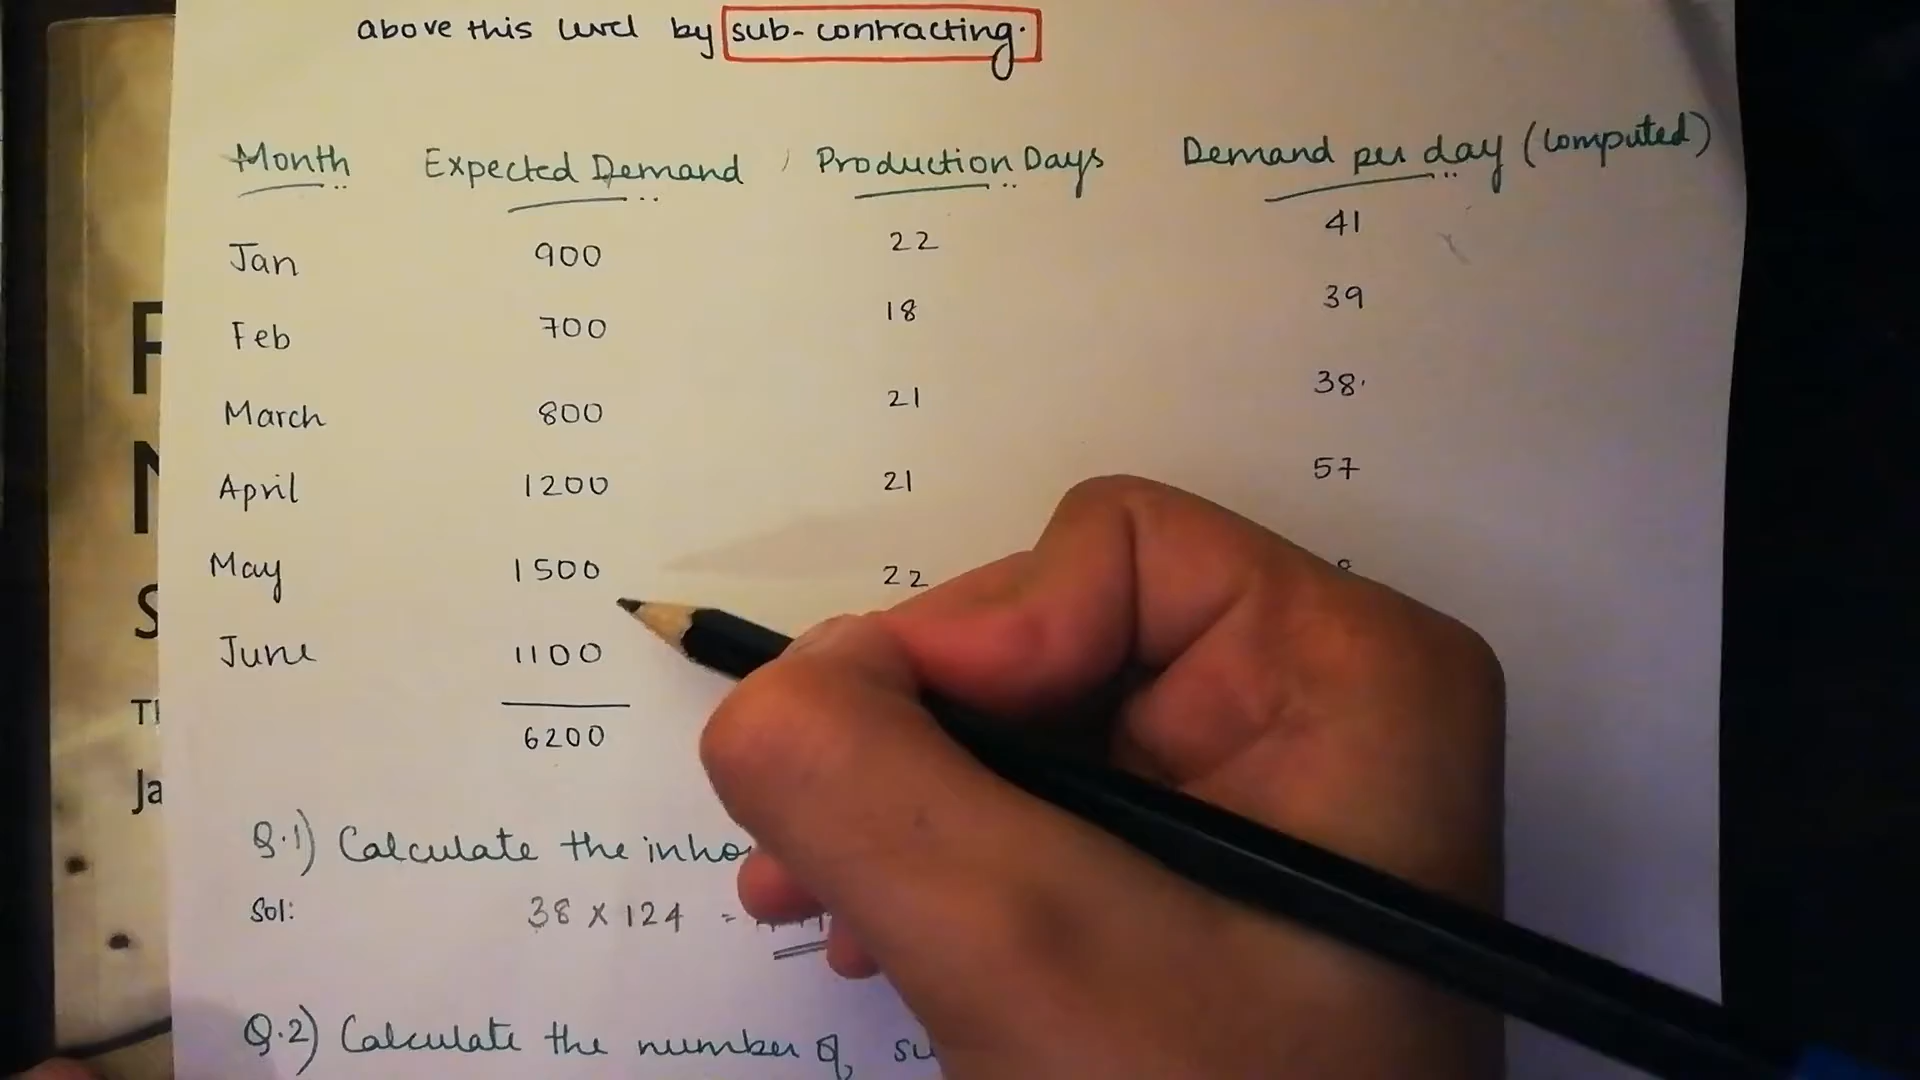 above this level by sub-contracting.
Month Expected Demand Production Days Demand per day (computed)
Jan 900 22 41
Feb 700 18 39
March 800 21 38
April 1200 21 57
May 1500 22
June 1100
6200
Q.1) Calculate the
Sol: 38 × 124 =
Q.2) Calculate the number of